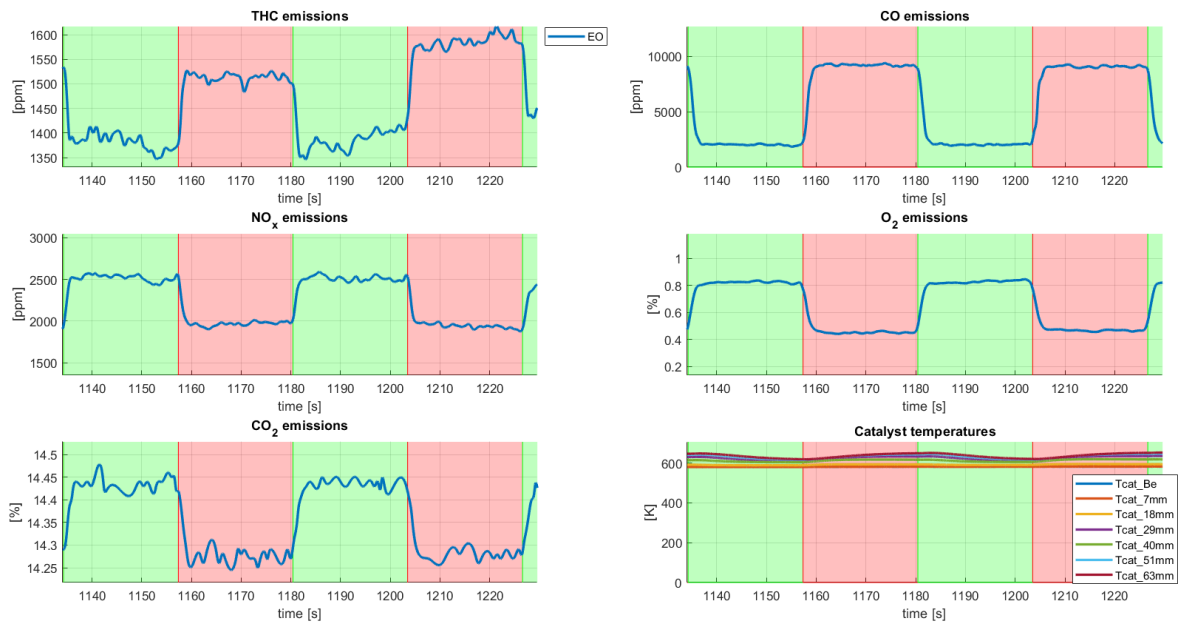 THC emissions
[ppm]
1600
1550
1500
1450
1400
1350
1140 1150 1160 1170 1180 1190 1200 1210 1220
time [s]
EO
CO emissions
[ppm]
10000
5000
0
1140 1150 1160 1170 1180 1190 1200 1210 1220
time [s]
NOx emissions
[ppm]
3000
2500
2000
1500
1140 1150 1160 1170 1180 1190 1200 1210 1220
time [s]
O2 emissions
[%]
1
0.8
0.6
0.4
0.2
1140 1150 1160 1170 1180 1190 1200 1210 1220
time [s]
CO2 emissions
[%]
14.5
14.45
14.4
14.35
14.3
14.25
1140 1150 1160 1170 1180 1190 1200 1210 1220
time [s]
Catalyst temperatures
[K]
600
400
200
0
1140 1150 1160 1170 1180 1190 1200 1210 1220
time [s]
Tcat_Be
Tcat_7mm
Tcat_18mm
Tcat_29mm
Tcat_40mm
Tcat_51mm
Tcat_63mm